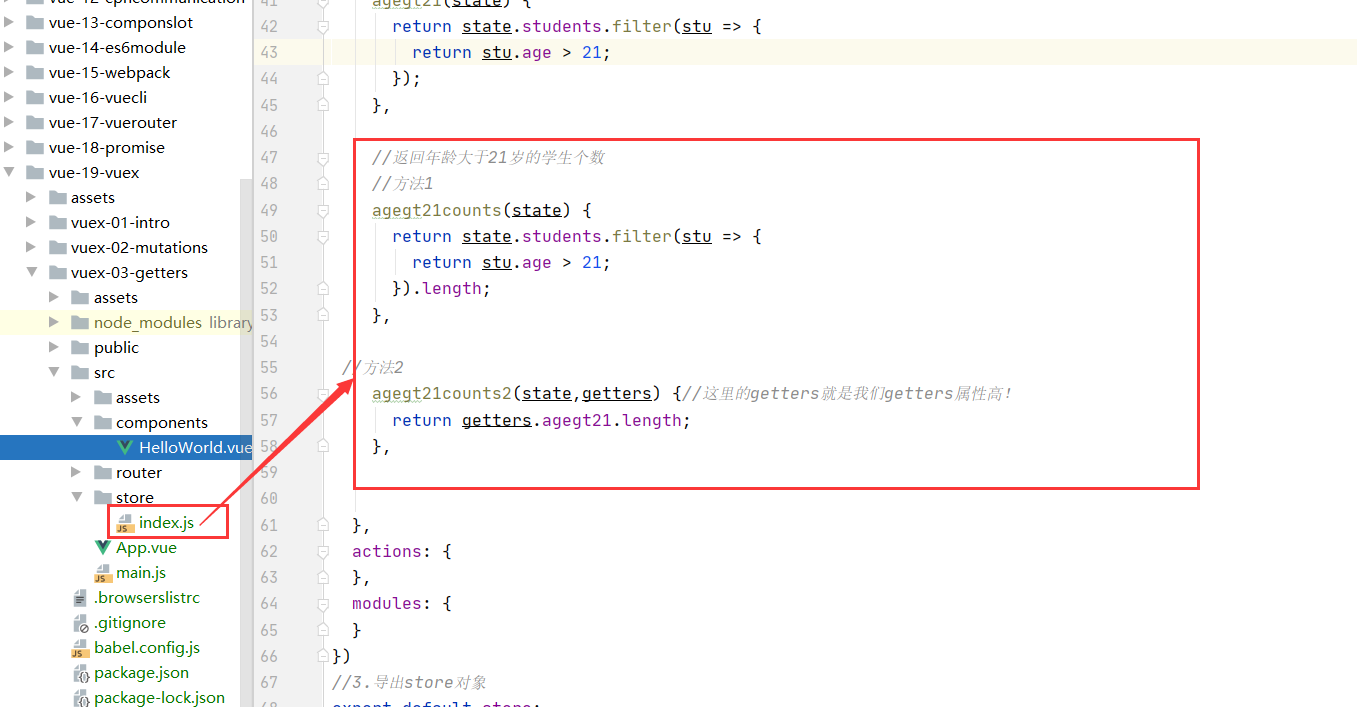 vue-12-cphcommunication
vue-13-componslot
vue-14-es6module
vue-15-webpack
vue-16-vuecli
vue-17-vuerouter
vue-18-promise
vue-19-vuex
assets
vuex-01-intro
vuex-02-mutations
vuex-03-getters
assets
node_modules library
public
src
assets
components
HelloWorld.vue
router
store
index.js
App.vue
main.js
.browserslistrc
.gitignore
babel.config.js
package.json
package-lock.json
41 agegt21(state) {
42 return state.students.filter(stu => {
43 return stu.age > 21;
44 });
45 },
46
47 //返回年龄大于21岁的学生个数
48 //方法1
49 agegt21counts(state) {
50 return state.students.filter(stu => {
51 return stu.age > 21;
52 }).length;
53 },
54
55 //方法2
56 agegt21counts2(state,getters) {//这里的getters就是我们getters属性高!
57 return getters.agegt21.length;
58 },
59
60
61 },
62 actions: {
63 },
64 modules: {
65 }
66 })
67 //3.导出store对象
68 export default store;